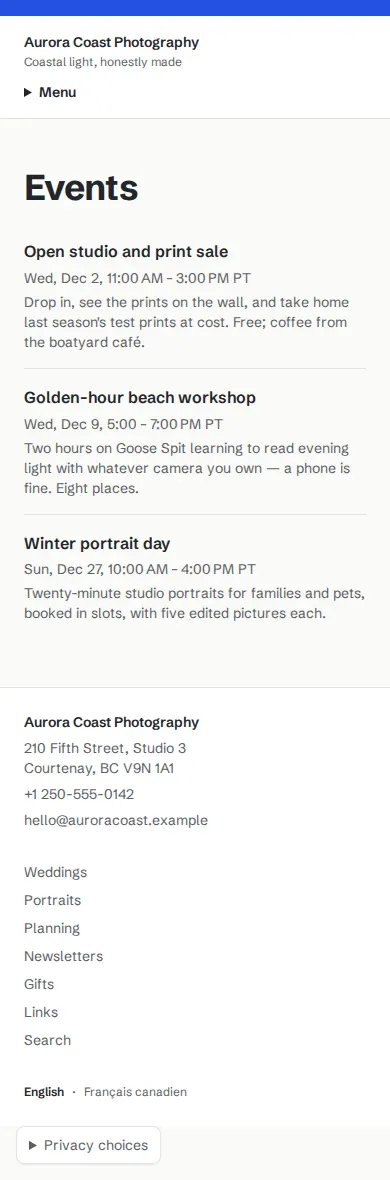 Aurora Coast Photography
Coastal light, honestly made
Menu
Events
Open studio and print sale
Wed, Dec 2, 11:00 AM – 3:00 PM PT
Drop in, see the prints on the wall, and take home
last season's test prints at cost. Free; coffee from
the boatyard café.
Golden-hour beach workshop
Wed, Dec 9, 5:00 – 7:00 PM PT
Two hours on Goose Spit learning to read evening
light with whatever camera you own — a phone is
fine. Eight places.
Winter portrait day
Sun, Dec 27, 10:00 AM – 4:00 PM PT
Twenty-minute studio portraits for families and pets,
booked in slots, with five edited pictures each.
Aurora Coast Photography
210 Fifth Street, Studio 3
Courtenay, BC V9N 1A1
+1 250-555-0142
hello@auroracoast.example
Weddings
Portraits
Planning
Newsletters
Gifts
Links
Search
English · Français canadien
Privacy choices